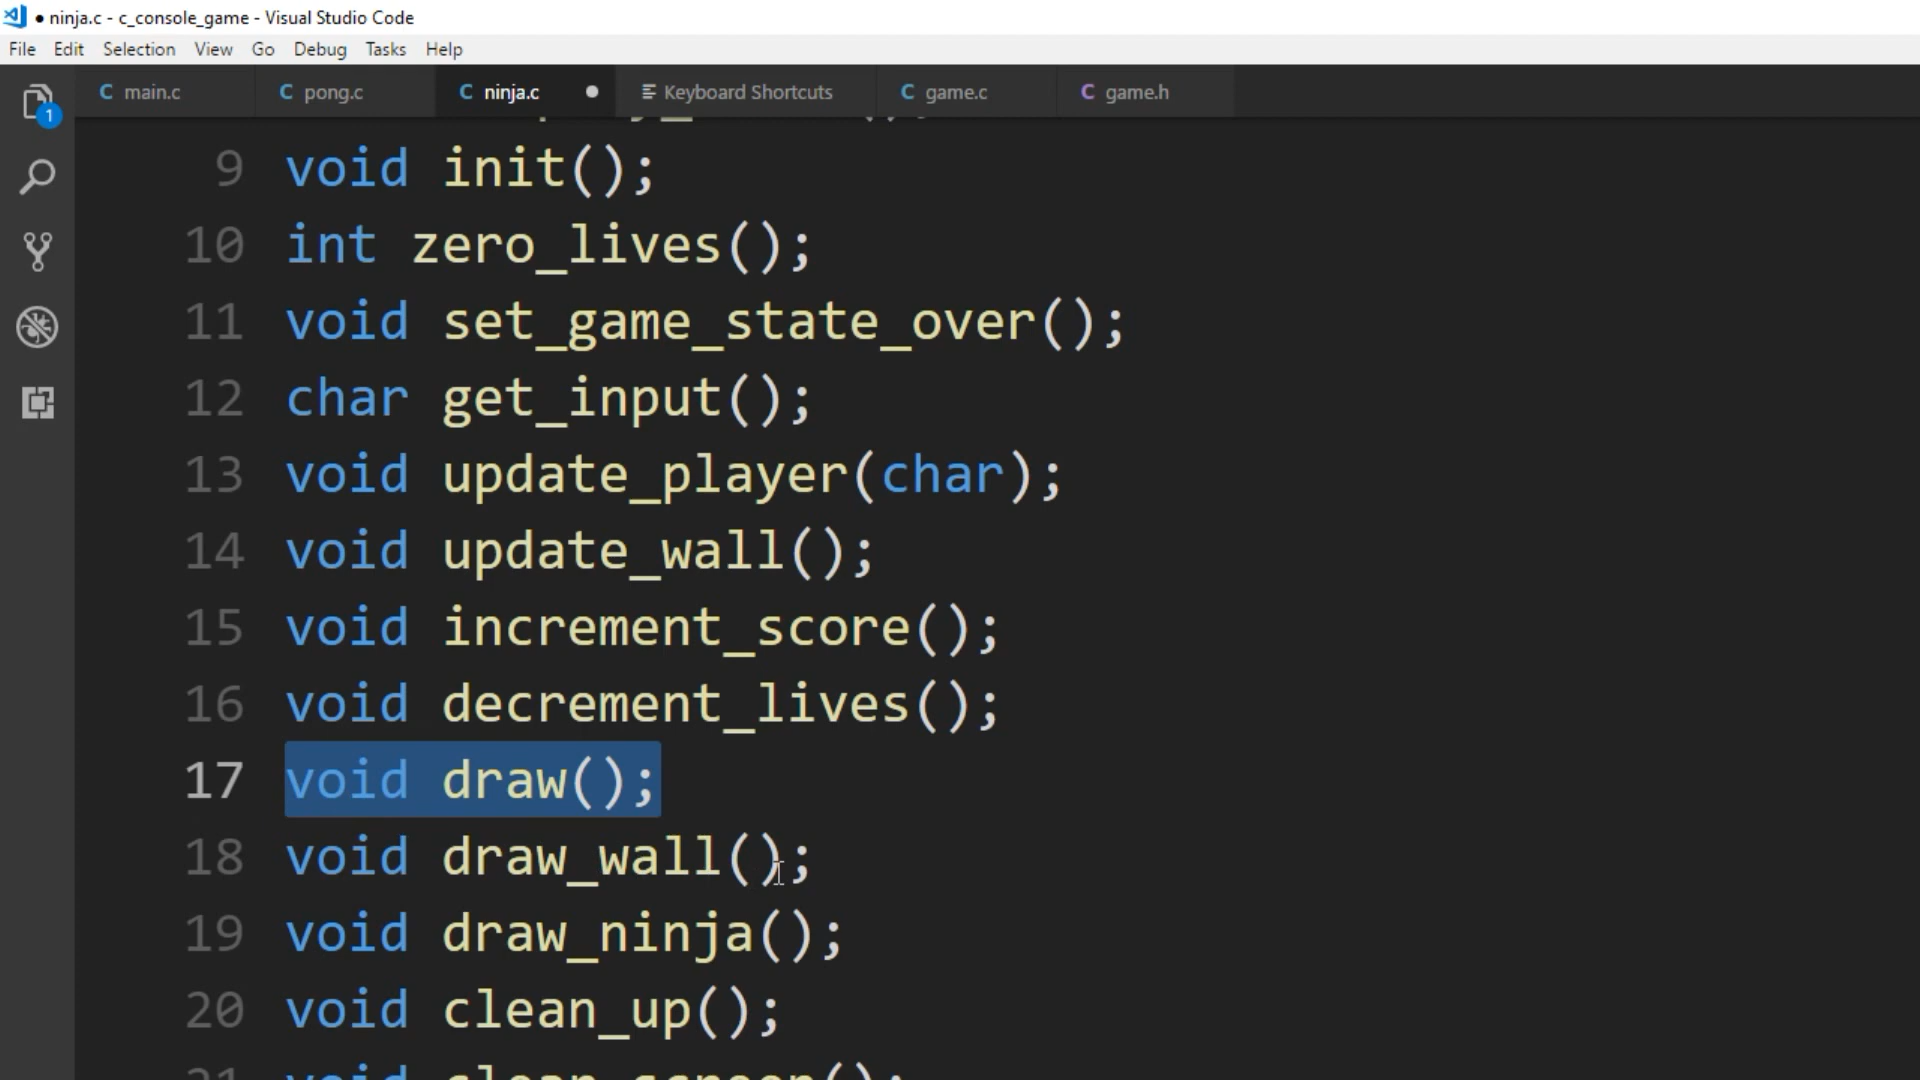 ● ninja.c - c_console_game - Visual Studio Code
File Edit Selection View Go Debug Tasks Help
main.c pong.c ninja.c Keyboard Shortcuts game.c game.h
1
9 void init();
10 int zero_lives();
11 void set_game_state_over();
12 char get_input();
13 void update_player(char);
14 void update_wall();
15 void increment_score();
16 void decrement_lives();
17 void draw();
18 void draw_wall();
19 void draw_ninja();
20 void clean_up();